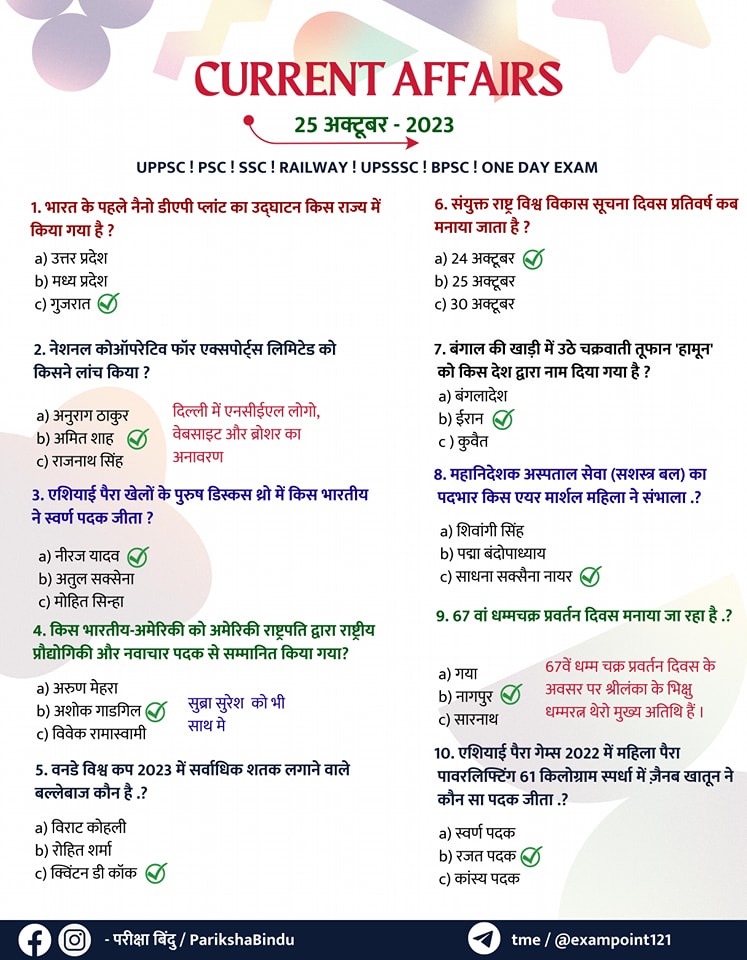 CURRENT AFFAIRS
25 अक्टूबर - 2023
UPPSC ! PSC ! SSC ! RAILWAY ! UPSSSC ! BPSC ! ONE DAY EXAM
1. भारत के पहले नैनो डीएपी प्लांट का उद्घाटन किस राज्य में
किया गया है ?
a) उत्तर प्रदेश
b) मध्य प्रदेश
c) गुजरात
2. नेशनल कोऑपरेटिव फॉर एक्सपोर्ट्स लिमिटेड को
किसने लांच किया ?
a) अनुराग ठाकुर
b) अमित शाह
c) राजनाथ सिंह
दिल्ली में एनसीईएल लोगो,
वेबसाइट और ब्रोशर का
अनावरण
3. एशियाई पैरा खेलों के पुरुष डिस्कस थ्रो में किस भारतीय
ने स्वर्ण पदक जीता ?
a) नीरज यादव
b) अतुल सक्सेना
c) मोहित सिन्हा
4. किस भारतीय-अमेरिकी को अमेरिकी राष्ट्रपति द्वारा राष्ट्रीय
प्रौद्योगिकी और नवाचार पदक से सम्मानित किया गया?
a) अरुण मेहरा
b) अशोक गाडगिल
c) विवेक रामास्वामी
सुब्रा सुरेश को भी
साथ मे
5. वनडे विश्व कप 2023 में सर्वाधिक शतक लगाने वाले
बल्लेबाज कौन है .?
a) विराट कोहली
b) रोहित शर्मा
c) क्विंटन डी कॉक
6. संयुक्त राष्ट्र विश्व विकास सूचना दिवस प्रतिवर्ष कब
मनाया जाता है ?
a) 24 अक्टूबर
b) 25 अक्टूबर
c) 30 अक्टूबर
7. बंगाल की खाड़ी में उठे चक्रवाती तूफान 'हामून'
को किस देश द्वारा नाम दिया गया है ?
a) बंगलादेश
b) ईरान
c ) कुवैत
8. महानिदेशक अस्पताल सेवा (सशस्त्र बल) का
पदभार किस एयर मार्शल महिला ने संभाला .?
a) शिवांगी सिंह
b) पद्मा बंदोपाध्याय
c) साधना सक्सैना नायर
9. 67 वां धम्मचक्र प्रवर्तन दिवस मनाया जा रहा है .?
a) गया
b) नागपुर
c) सारनाथ
67वें धम्म चक्र प्रवर्तन दिवस के
अवसर पर श्रीलंका के भिक्षु
धम्मरत्न थेरो मुख्य अतिथि हैं ।
10. एशियाई पैरा गेम्स 2022 में महिला पैरा
पावरलिफ्टिंग 61 किलोग्राम स्पर्धा में ज़ैनब खातून ने
कौन सा पदक जीता .?
a) स्वर्ण पदक
b) रजत पदक
c) कांस्य पदक
- परीक्षा बिंदु / ParikshaBindu
tme / @exampoint121